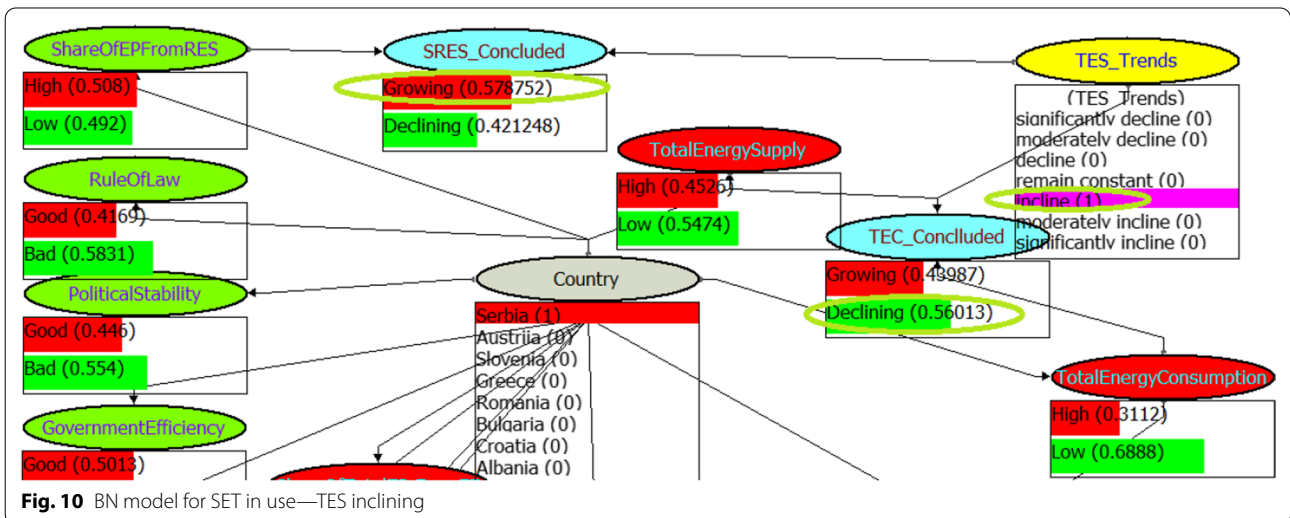 ShareOfEPFromRES
High (0.508)
Low (0.492)
SRES_Concluded
Growing (0.578752)
Declining (0.421248)
TES_Trends
(TES_Trends)
significantly decline (0)
moderately decline (0)
decline (0)
remain constant (0)
incline (1)
moderately incline (0)
significantly incline (0)
RuleOfLaw
Good (0.4169)
Bad (0.5831)
TotalEnergySupply
High (0.4526)
Low (0.5474)
TEC_Conclluded
Growing (0.43987)
Declining (0.56013)
PoliticalStability
Good (0.446)
Bad (0.554)
Country
Serbia (1)
Austriia (0)
Slovenia (0)
Greece (0)
Romania (0)
Bulgaria (0)
Croatia (0)
Albania (0)
TotalEnergyConsumption
High (0.3112)
Low (0.6888)
GovernmentEfficiency
Good (0.5013)
Fig. 10 BN model for SET in use—TES inclining